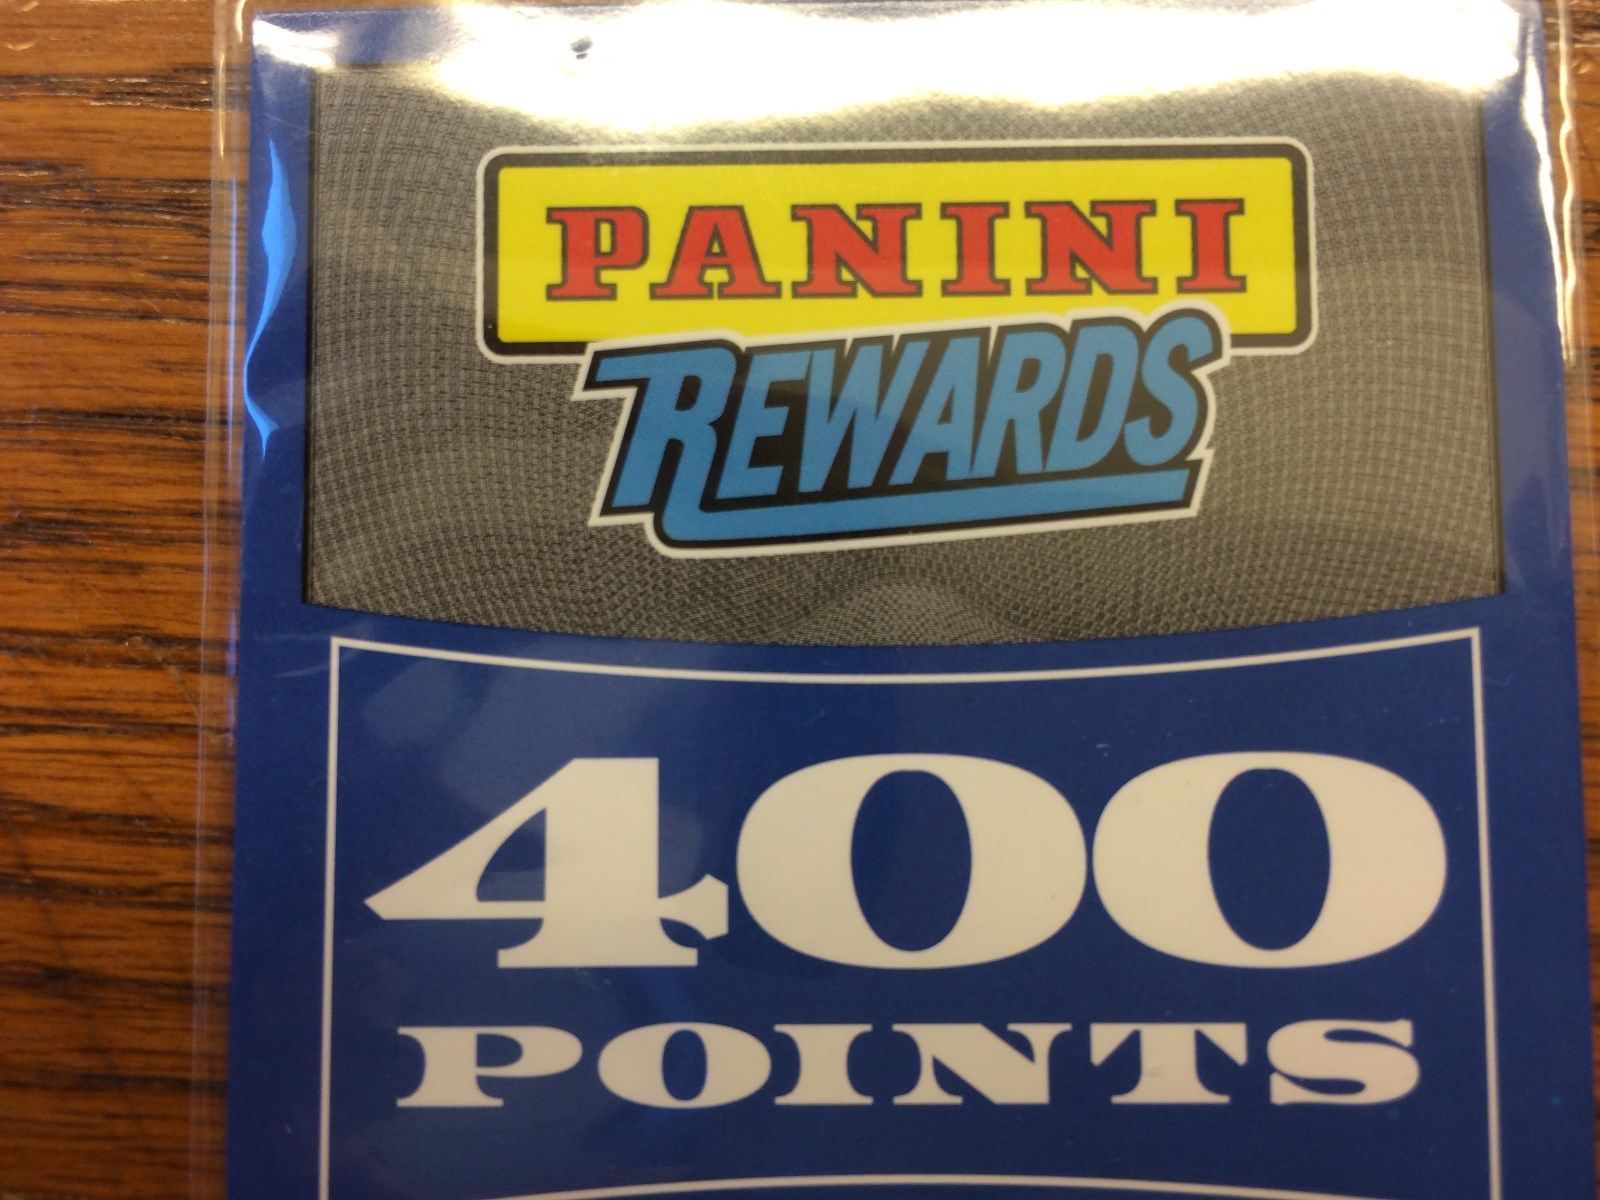 PANINI
REWARDS
400
POINTS